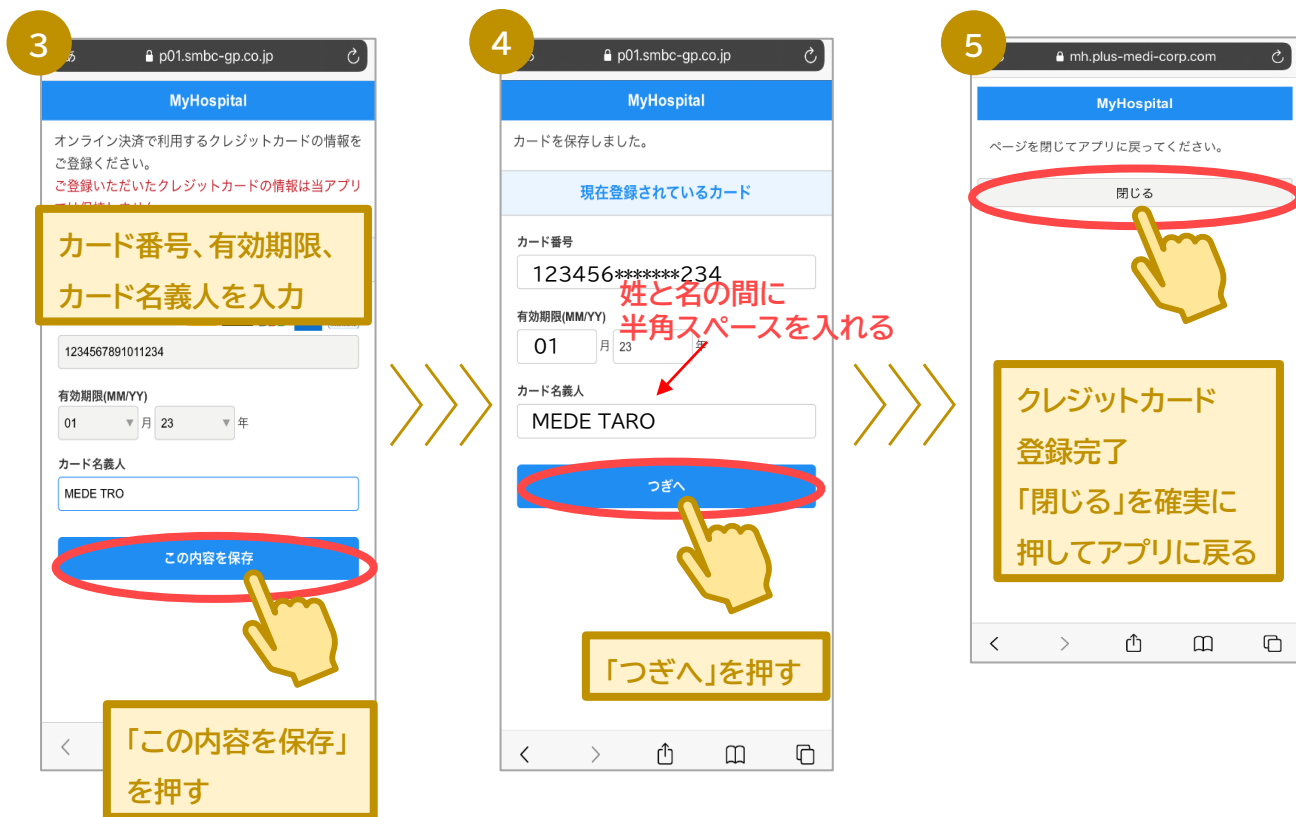 3
あ
p01.smbc-gp.co.jp
MyHospital
オンライン決済で利用するクレジットカードの情報を
ご登録ください。
ご登録いただいたクレジットカードの情報は当アプリ
カード番号、有効期限、
カード名義人を入力
1234567891011234
有効期限(MM/YY)
01 ▼ 月 23 ▼ 年
カード名義人
MEDE TRO
この内容を保存
「この内容を保存」
を押す
4
p01.smbc-gp.co.jp
MyHospital
カードを保存しました。
現在登録されているカード
カード番号
123456*******234
姓と名の間に
半角スペースを入れる
有効期限(MM/YY)
01 月 23 年
カード名義人
MEDE TARO
つぎへ
「つぎへ」を押す
5
mh.plus-medi-corp.com
MyHospital
ページを閉じてアプリに戻ってください。
閉じる
クレジットカード
登録完了
「閉じる」を確実に
押してアプリに戻る